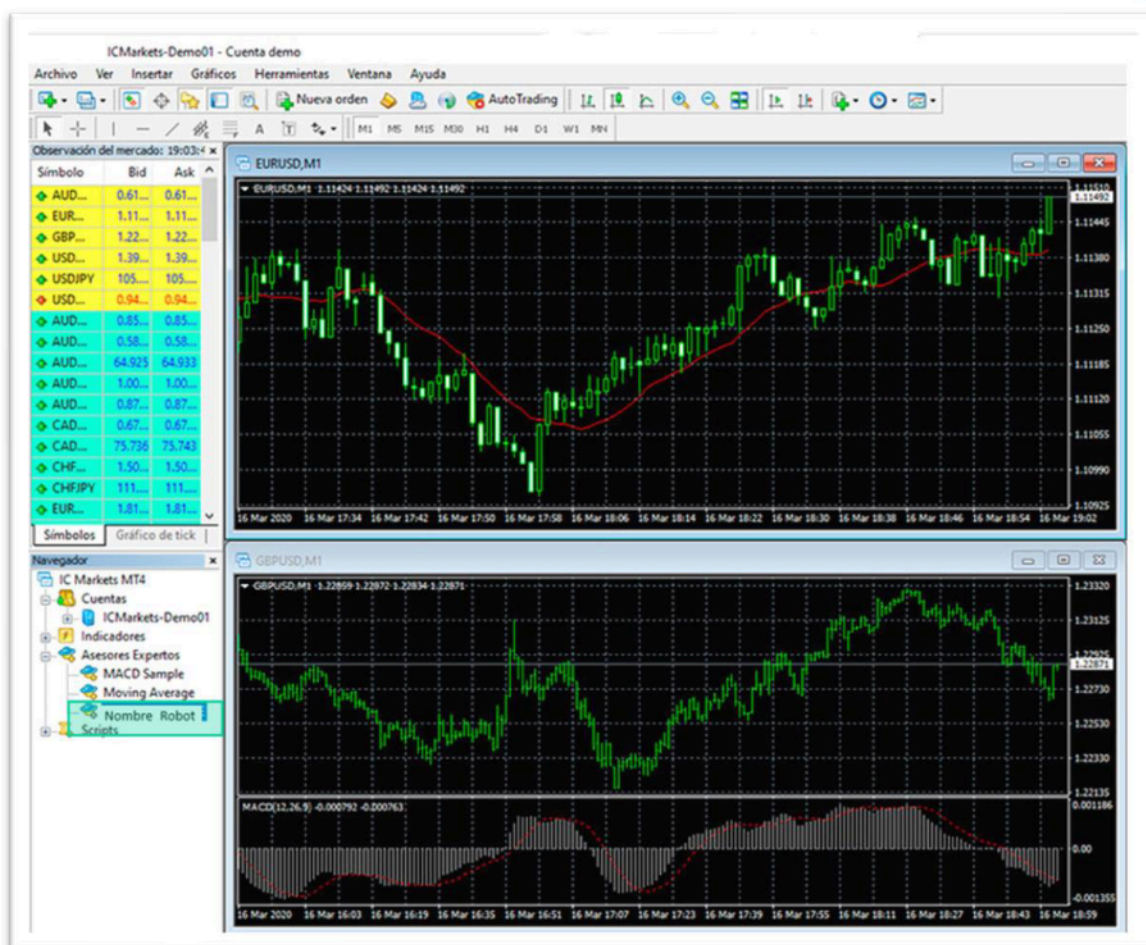 ICMarkets-Demo01 - Cuenta demo
Archivo Ver Insertar Gráficos Herramientas Ventana Ayuda
Nueva orden AutoTrading
A T M1 M5 M15 M30 H1 H4 D1 W1 MN
Observación del mercado: 19:03:4
Símbolo Bid Ask
AUD... 0.61... 0.61...
EUR... 1.11... 1.11...
GBP... 1.22... 1.22...
USD... 1.39... 1.39...
USDJPY 105.... 105....
USD... 0.94... 0.94...
AUD... 0.85... 0.85...
AUD... 0.58... 0.58...
AUD... 64.925 64.933
AUD... 1.00... 1.00...
AUD... 0.87... 0.87...
CAD... 0.67... 0.67...
CAD... 75.736 75.743
CHF... 1.50... 1.50...
CHFJPY 111.... 111....
EUR... 1.81... 1.81...
Símbolos Gráfico de tick
Navegador
IC Markets MT4
Cuentas
ICMarkets-Demo01
Indicadores
Asesores Expertos
MACD Sample
Moving Average
Nombre Robot
Scripts
EURUSD,M1
EURUSD,M1 1.11424 1.11492 1.11424 1.11492
1.11510
1.11492
1.11445
1.11380
1.11315
1.11250
1.11185
1.11120
1.11055
1.10990
1.10925
16 Mar 2020 16 Mar 17:34 16 Mar 17:42 16 Mar 17:50 16 Mar 17:58 16 Mar 18:06 16 Mar 18:14 16 Mar 18:22 16 Mar 18:30 16 Mar 18:38 16 Mar 18:46 16 Mar 18:54 16 Mar 19:02
GBPUSD,M1
GBPUSD,M1 1.22859 1.22872 1.22834 1.22871
1.23320
1.23125
1.22925
1.22871
1.22730
1.22530
1.22330
1.22135
MACD(12,26,9) -0.000792 -0.000763
0.001186
0.00
-0.001355
16 Mar 2020 16 Mar 16:03 16 Mar 16:19 16 Mar 16:35 16 Mar 16:51 16 Mar 17:07 16 Mar 17:23 16 Mar 17:39 16 Mar 17:55 16 Mar 18:11 16 Mar 18:27 16 Mar 18:43 16 Mar 18:59